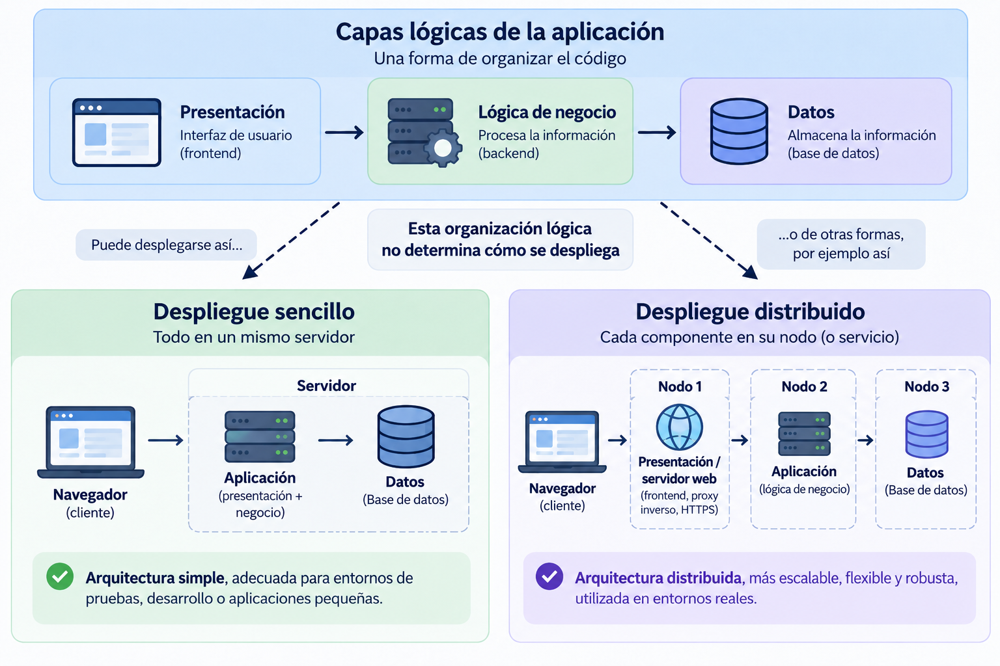 Capas lógicas de la aplicación
Una forma de organizar el código
Presentación
Interfaz de usuario
(frontend)
Lógica de negocio
Procesa la información
(backend)
Datos
Almacena la información
(base de datos)
Puede desplegarse así...
Esta organización lógica
no determina cómo se despliega
...o de otras formas,
por ejemplo así
Despliegue sencillo
Todo en un mismo servidor
Servidor
Navegador
(cliente)
Aplicación
(presentación +
negocio)
Datos
(Base de datos)
Arquitectura simple, adecuada para entornos de
pruebas, desarrollo o aplicaciones pequeñas.
Despliegue distribuido
Cada componente en su nodo (o servicio)
Navegador
(cliente)
Nodo 1
Presentación /
servidor web
(frontend, proxy
inverso, HTTPS)
Nodo 2
Aplicación
(lógica de negocio)
Nodo 3
Datos
(Base de datos)
Arquitectura distribuida, más escalable, flexible y robusta,
utilizada en entornos reales.